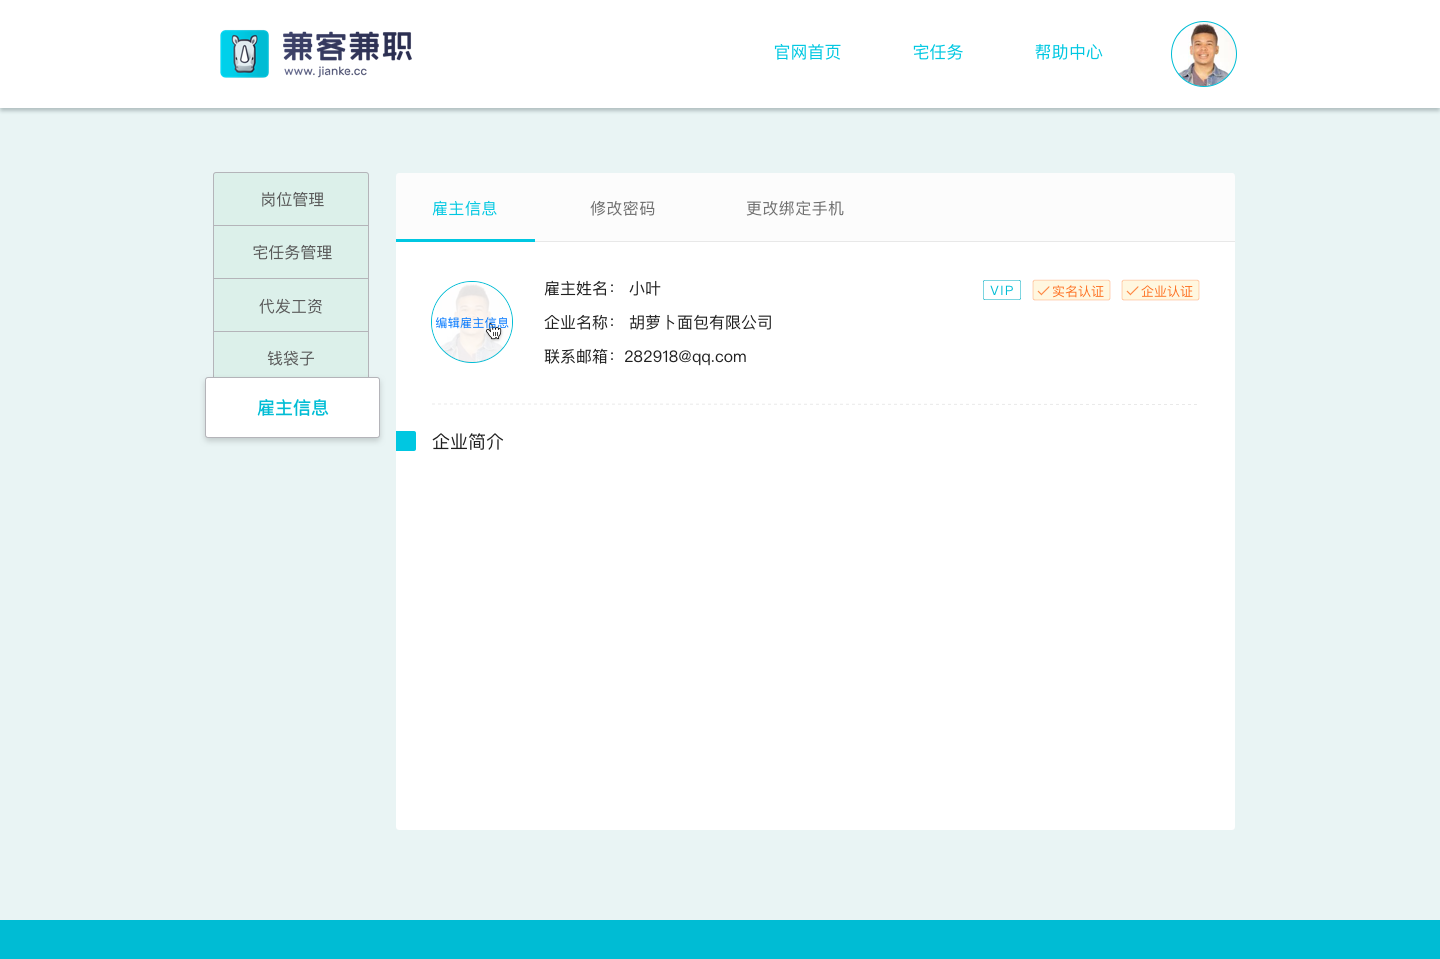 兼客兼职
www.jianke.cc
官网首页
宅任务
帮助中心
岗位管理
宅任务管理
代发工资
钱袋子
雇主信息
雇主信息
修改密码
更改绑定手机
编辑雇主信息
雇主姓名： 小叶
企业名称： 胡萝卜面包有限公司
联系邮箱：282918@qq.com
VIP
实名认证
企业认证
企业简介